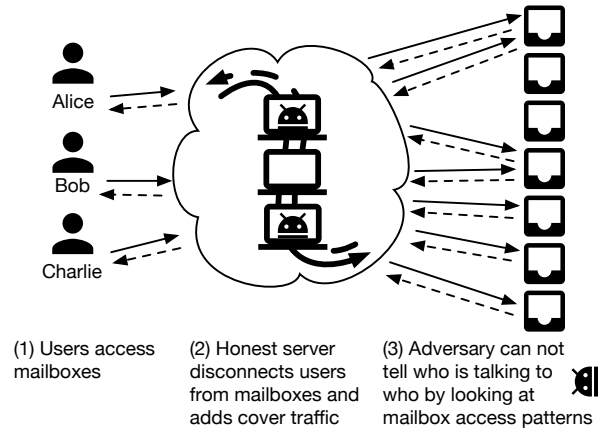 Alice
Bob
Charlie
(1) Users access
mailboxes
(2) Honest server
disconnects users
from mailboxes and
adds cover traffic
(3) Adversary can not
tell who is talking to
who by looking at
mailbox access patterns